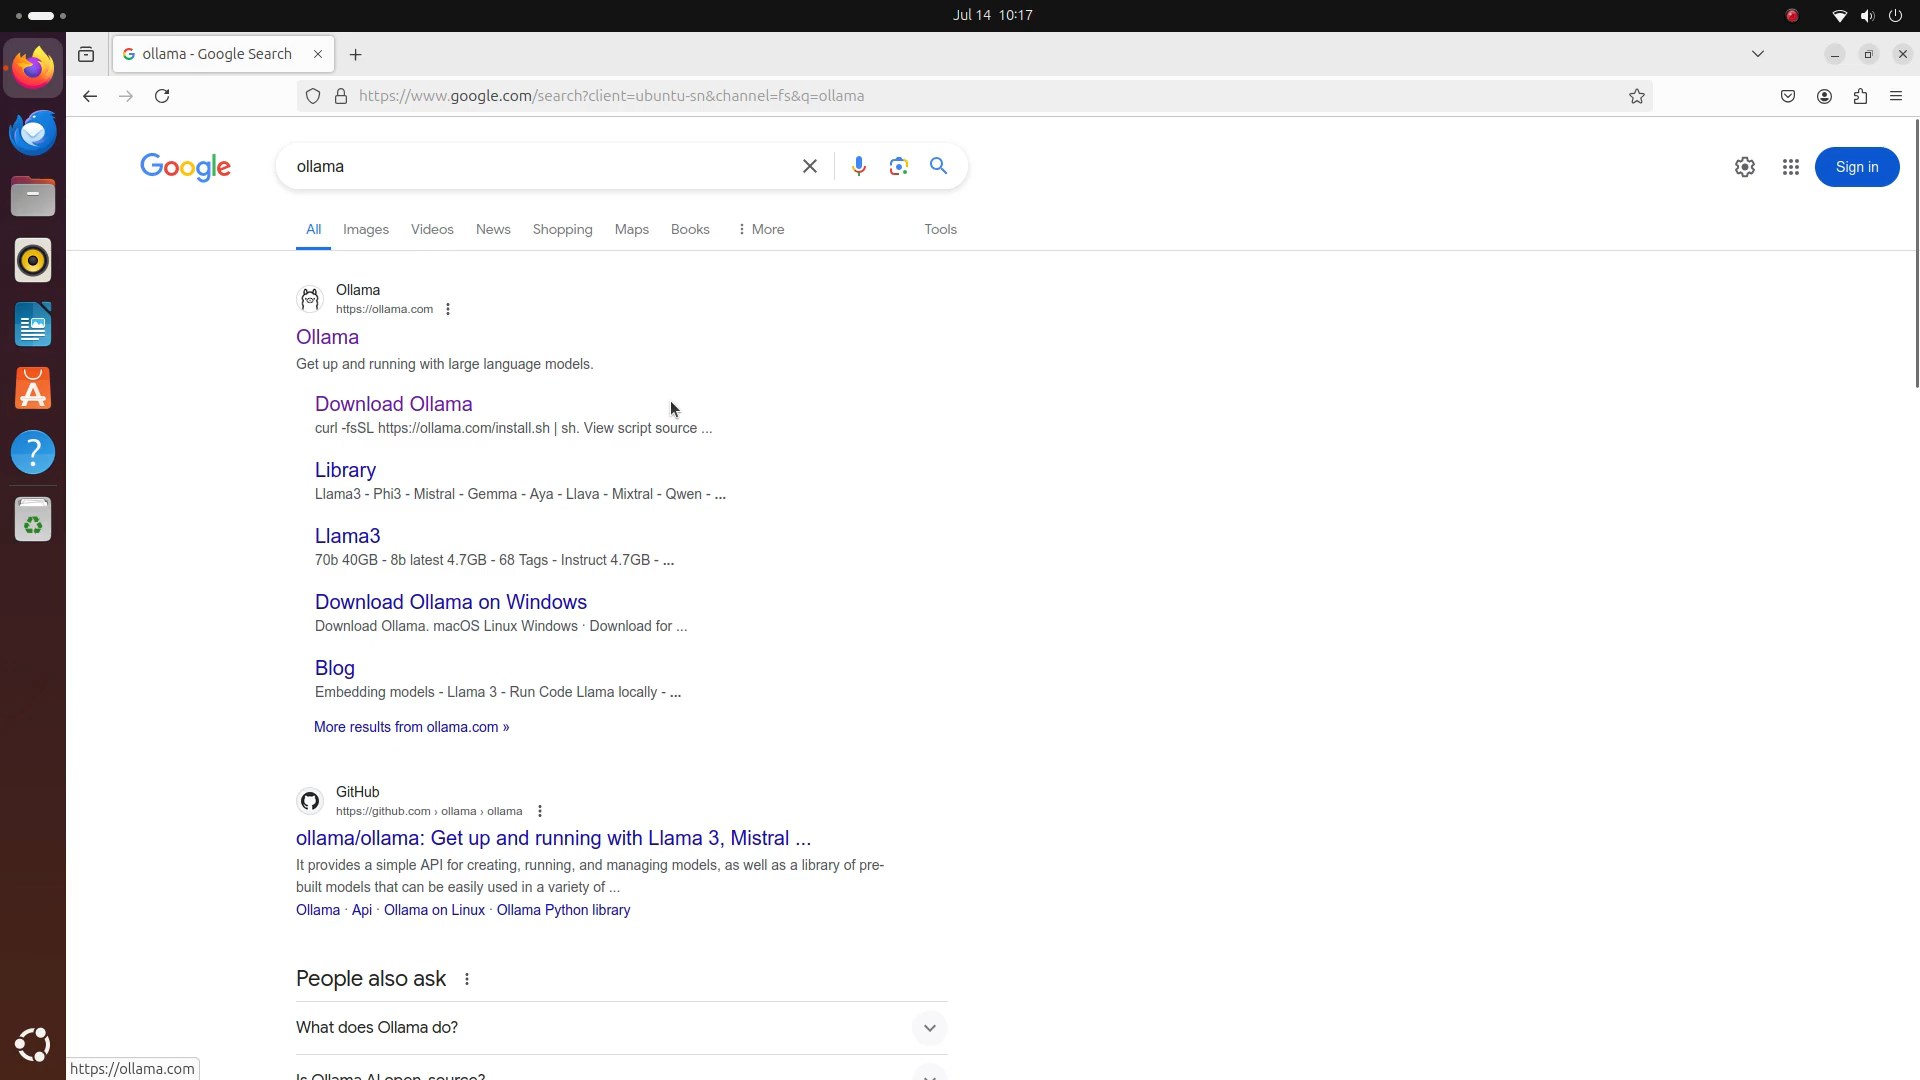 Jul 14 10:17
ollama - Google Search
https://www.google.com/search?client=ubuntu-sn&channel=fs&q=ollama
Google
ollama
Sign in
All Images Videos News Shopping Maps Books More Tools
Ollama
https://ollama.com
Ollama
Get up and running with large language models.
Download Ollama
curl -fsSL https://ollama.com/install.sh | sh. View script source ...
Library
Llama3 - Phi3 - Mistral - Gemma - Aya - Llava - Mixtral - Qwen - ...
Llama3
70b 40GB - 8b latest 4.7GB - 68 Tags - Instruct 4.7GB - ...
Download Ollama on Windows
Download Ollama. macOS Linux Windows · Download for ...
Blog
Embedding models - Llama 3 - Run Code Llama locally - ...
More results from ollama.com »
GitHub
https://github.com › ollama › ollama
ollama/ollama: Get up and running with Llama 3, Mistral ...
It provides a simple API for creating, running, and managing models, as well as a library of pre-
built models that can be easily used in a variety of ...
Ollama · Api · Ollama on Linux · Ollama Python library
People also ask
What does Ollama do?
Is Ollama AI open-source?
https://ollama.com